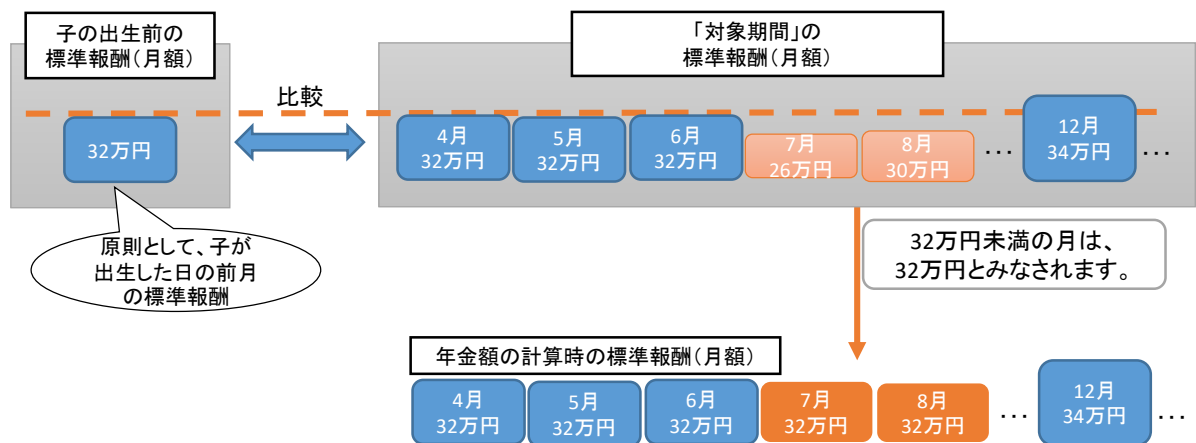 子の出生前の
標準報酬（月額）
「対象期間」の
標準報酬（月額）
比較
32万円
4月
32万円
5月
32万円
6月
32万円
7月
26万円
8月
30万円
…
12月
34万円
…
原則として、子が
出生した日の前月
の標準報酬
32万円未満の月は、
32万円とみなされます。
年金額の計算時の標準報酬（月額）
4月
32万円
5月
32万円
6月
32万円
7月
32万円
8月
32万円
…
12月
34万円
…